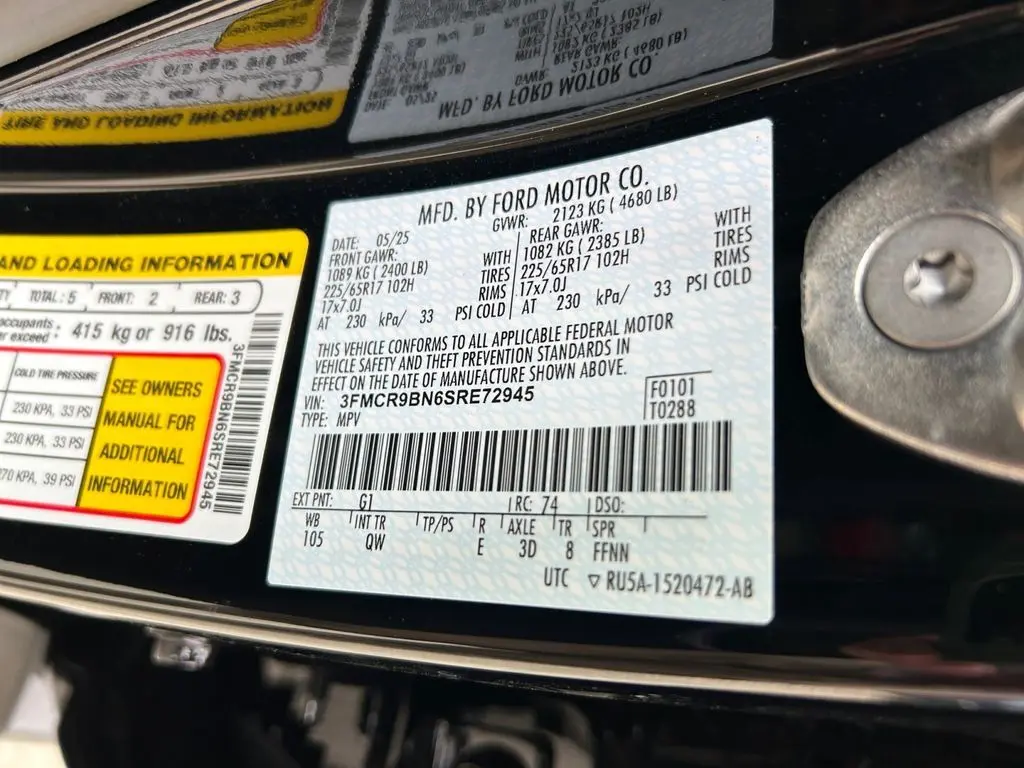 MFD. BY FORD MOTOR CO.
GVWR: 2123 KG ( 4680 LB)
DATE: 05/25
FRONT GAWR:
1089 KG ( 2400 LB) WITH
225/65R17 102H TIRES
17x7.0J RIMS
AT 230 kPa/ 33 PSI COLD
REAR GAWR:
1082 KG ( 2385 LB) WITH
225/65R17 102H TIRES
17x7.0J RIMS
AT 230 kPa/ 33 PSI COLD
THIS VEHICLE CONFORMS TO ALL APPLICABLE FEDERAL MOTOR
VEHICLE SAFETY AND THEFT PREVENTION STANDARDS IN
EFFECT ON THE DATE OF MANUFACTURE SHOWN ABOVE.
VIN: 3FMCR9BN6SRE72945
TYPE: MPV
F0101
T0288
EXT PNT: G1 RC: 74 DSO:
WB INT TR TP/PS R AXLE TR SPR
105 QW E 3D 8 FFNN
UTC ▽ RU5A-1520472-AB
AND LOADING INFORMATION
TOTAL: 5 FRONT: 2 REAR: 3
415 kg or 916 lbs.
COLD TIRE PRESSURE
230 KPA, 33 PSI
230 KPA, 33 PSI
39 PSI
SEE OWNERS
MANUAL FOR
ADDITIONAL
INFORMATION
3FMCR9BN6SRE72945